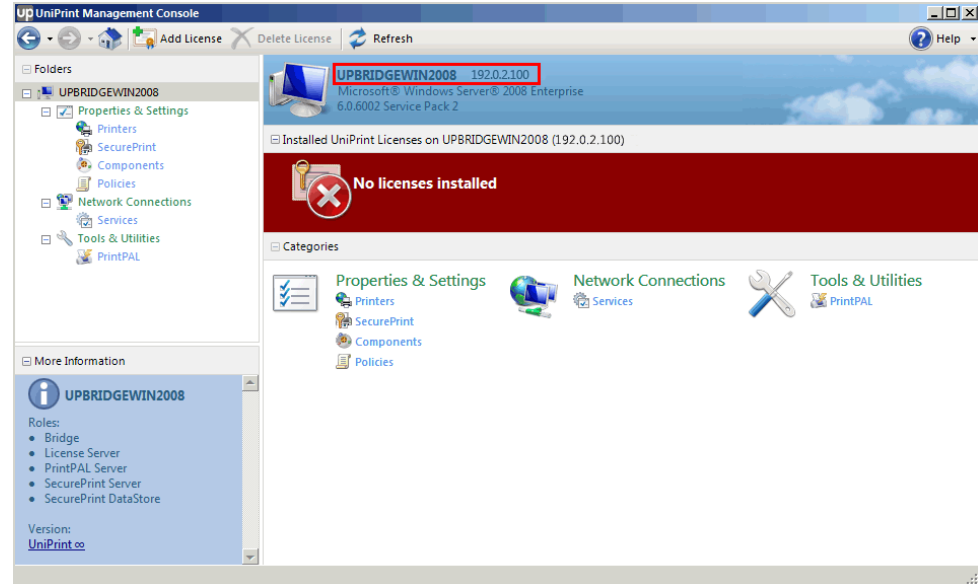 up UniPrint Management Console
Add License Delete License Refresh Help
Folders
UPBRIDGEWIN2008
Properties & Settings
Printers
SecurePrint
Components
Policies
Network Connections
Services
Tools & Utilities
PrintPAL
More Information
UPBRIDGEWIN2008
Roles:
• Bridge
• License Server
• PrintPAL Server
• SecurePrint Server
• SecurePrint DataStore
Version:
UniPrint ∞
UPBRIDGEWIN2008 192.0.2.100
Microsoft® Windows Server® 2008 Enterprise
6.0.6002 Service Pack 2
Installed UniPrint Licenses on UPBRIDGEWIN2008 (192.0.2.100)
No licenses installed
Categories
Properties & Settings
Printers
SecurePrint
Components
Policies
Network Connections
Services
Tools & Utilities
PrintPAL